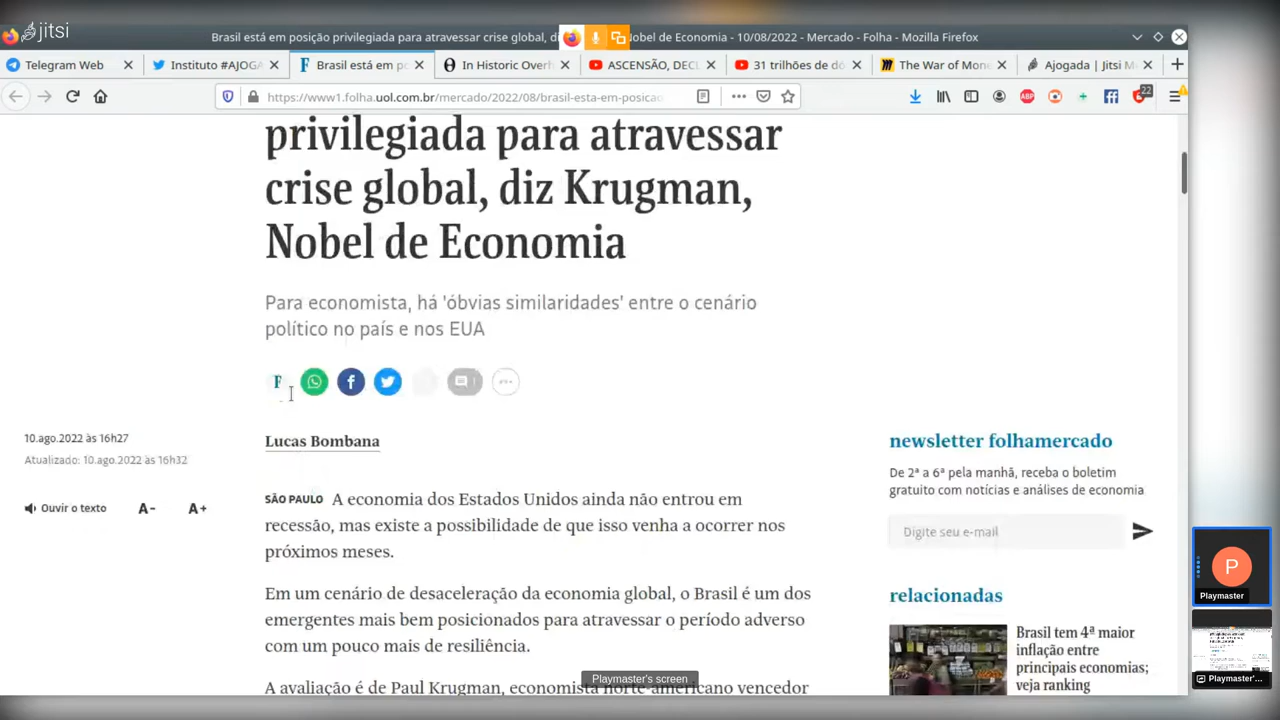 jitsi
Brasil está em posição privilegiada para atravessar crise global, di
Nobel de Economia - 10/08/2022 - Mercado - Folha - Mozilla Firefox
Telegram Web
Instituto #AJOGA
Brasil está em po
In Historic Overh
ASCENSÃO, DECL
31 trilhões de dó
The War of Mon
Ajogada | Jitsi M
https://www1.folha.uol.com.br/mercado/2022/08/brasil-esta-em-posicao
ABP
22
privilegiada para atravessar
crise global, diz Krugman,
Nobel de Economia
Para economista, há 'óbvias similaridades' entre o cenário
político no país e nos EUA
F
1
Lucas Bombana
10.ago.2022 às 16h27
Atualizado: 10.ago.2022 às 16h32
Ouvir o texto
A-
A+
SÃO PAULO A economia dos Estados Unidos ainda não entrou em
recessão, mas existe a possibilidade de que isso venha a ocorrer nos
próximos meses.
Em um cenário de desaceleração da economia global, o Brasil é um dos
emergentes mais bem posicionados para atravessar o período adverso
com um pouco mais de resiliência.
A avaliação é de Paul Krugman, economista norte-americano vencedor
newsletter folhamercado
De 2ª a 6ª pela manhã, receba o boletim
gratuito com notícias e análises de economia
Digite seu e-mail
relacionadas
Brasil tem 4ª maior
inflação entre
principais economias;
veja ranking
Playmaster's screen
P
Playmaster
Playmaster'...